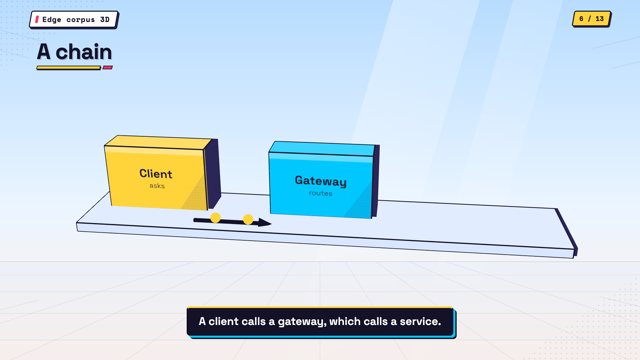 Edge corpus 3D
6 / 13
A chain
Client
asks
Gateway
routes
A client calls a gateway, which calls a service.